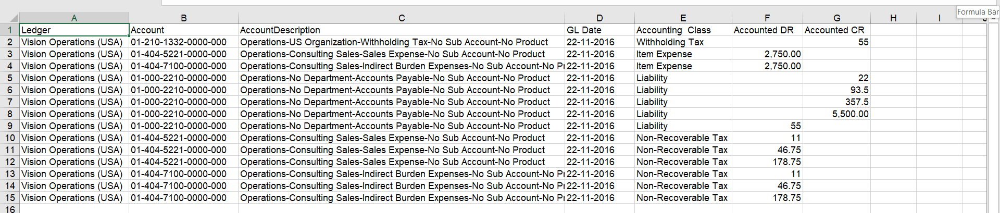 Formula Bar
A B C D E F G H I J
1 Ledger Account AccountDescription GL Date Accounting  Class Accounted DR Accounted CR
2 Vision Operations (USA) 01-210-1332-0000-000 Operations-US Organization-Withholding Tax-No Sub Account-No Product 22-11-2016 Withholding Tax 55
3 Vision Operations (USA) 01-404-5221-0000-000 Operations-Consulting Sales-Sales Expense-No Sub Account-No Product 22-11-2016 Item Expense 2,750.00
4 Vision Operations (USA) 01-404-7100-0000-000 Operations-Consulting Sales-Indirect Burden Expenses-No Sub Account-No 22-11-2016 Item Expense 2,750.00
5 Vision Operations (USA) 01-000-2210-0000-000 Operations-No Department-Accounts Payable-No Sub Account-No Product 22-11-2016 Liability 22
6 Vision Operations (USA) 01-000-2210-0000-000 Operations-No Department-Accounts Payable-No Sub Account-No Product 22-11-2016 Liability 93.5
7 Vision Operations (USA) 01-000-2210-0000-000 Operations-No Department-Accounts Payable-No Sub Account-No Product 22-11-2016 Liability 357.5
8 Vision Operations (USA) 01-000-2210-0000-000 Operations-No Department-Accounts Payable-No Sub Account-No Product 22-11-2016 Liability 5,500.00
9 Vision Operations (USA) 01-000-2210-0000-000 Operations-No Department-Accounts Payable-No Sub Account-No Product 22-11-2016 Liability 55
10 Vision Operations (USA) 01-404-5221-0000-000 Operations-Consulting Sales-Sales Expense-No Sub Account-No Product 22-11-2016 Non-Recoverable Tax 11
11 Vision Operations (USA) 01-404-5221-0000-000 Operations-Consulting Sales-Sales Expense-No Sub Account-No Product 22-11-2016 Non-Recoverable Tax 46.75
12 Vision Operations (USA) 01-404-5221-0000-000 Operations-Consulting Sales-Sales Expense-No Sub Account-No Product 22-11-2016 Non-Recoverable Tax 178.75
13 Vision Operations (USA) 01-404-7100-0000-000 Operations-Consulting Sales-Indirect Burden Expenses-No Sub Account-No 22-11-2016 Non-Recoverable Tax 11
14 Vision Operations (USA) 01-404-7100-0000-000 Operations-Consulting Sales-Indirect Burden Expenses-No Sub Account-No 22-11-2016 Non-Recoverable Tax 46.75
15 Vision Operations (USA) 01-404-7100-0000-000 Operations-Consulting Sales-Indirect Burden Expenses-No Sub Account-No 22-11-2016 Non-Recoverable Tax 178.75
16